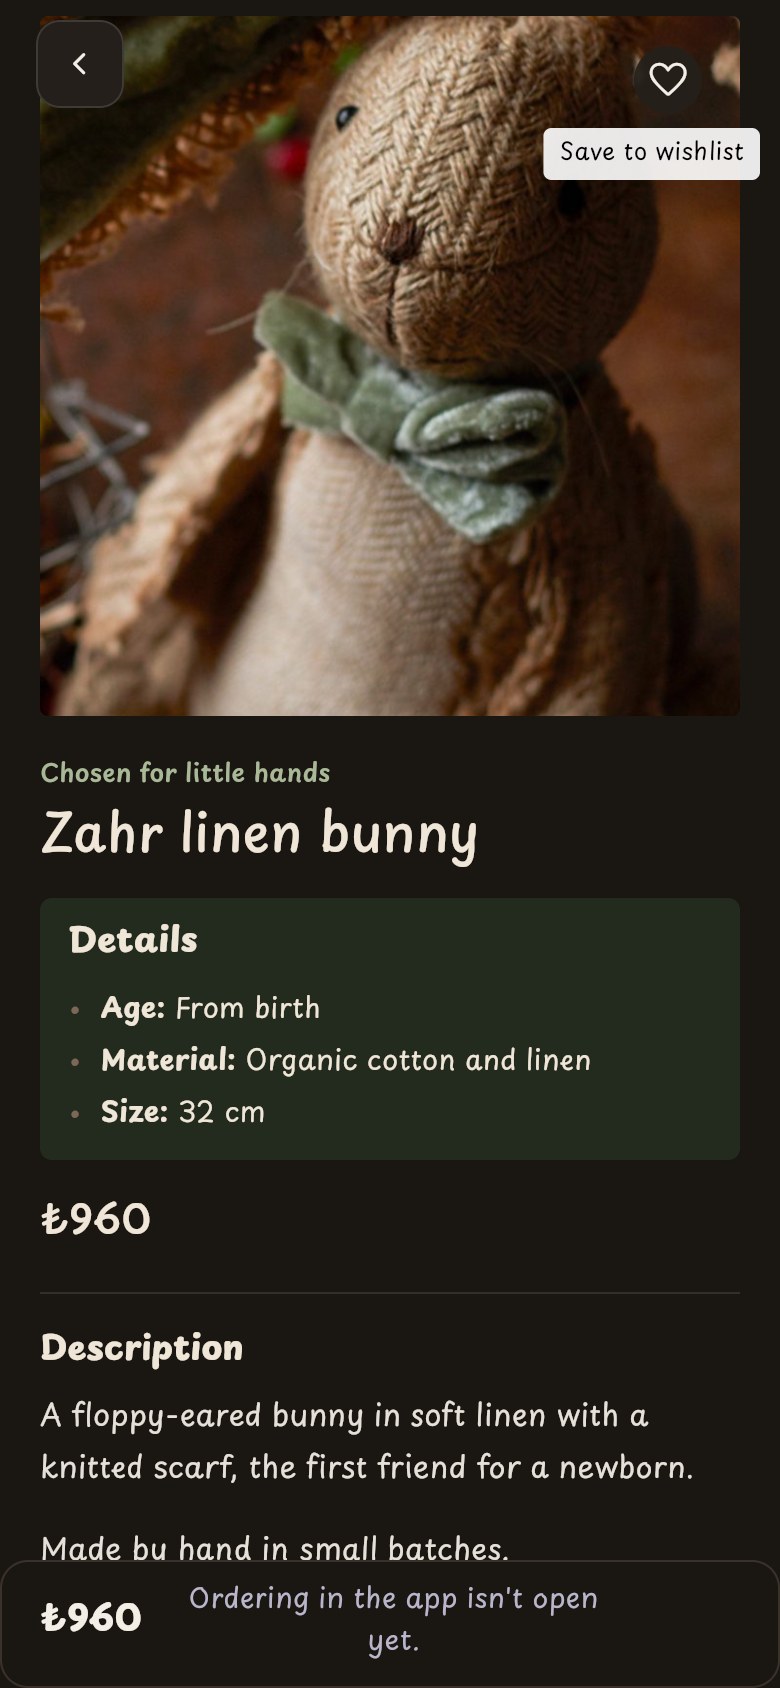 Save to wishlist
Chosen for little hands
Zahr linen bunny
Details
• Age: From birth
• Material: Organic cotton and linen
• Size: 32 cm
₺960
Description
A floppy-eared bunny in soft linen with a
knitted scarf, the first friend for a newborn.
Made by hand in small batches.
₺960
Ordering in the app isn't open
yet.